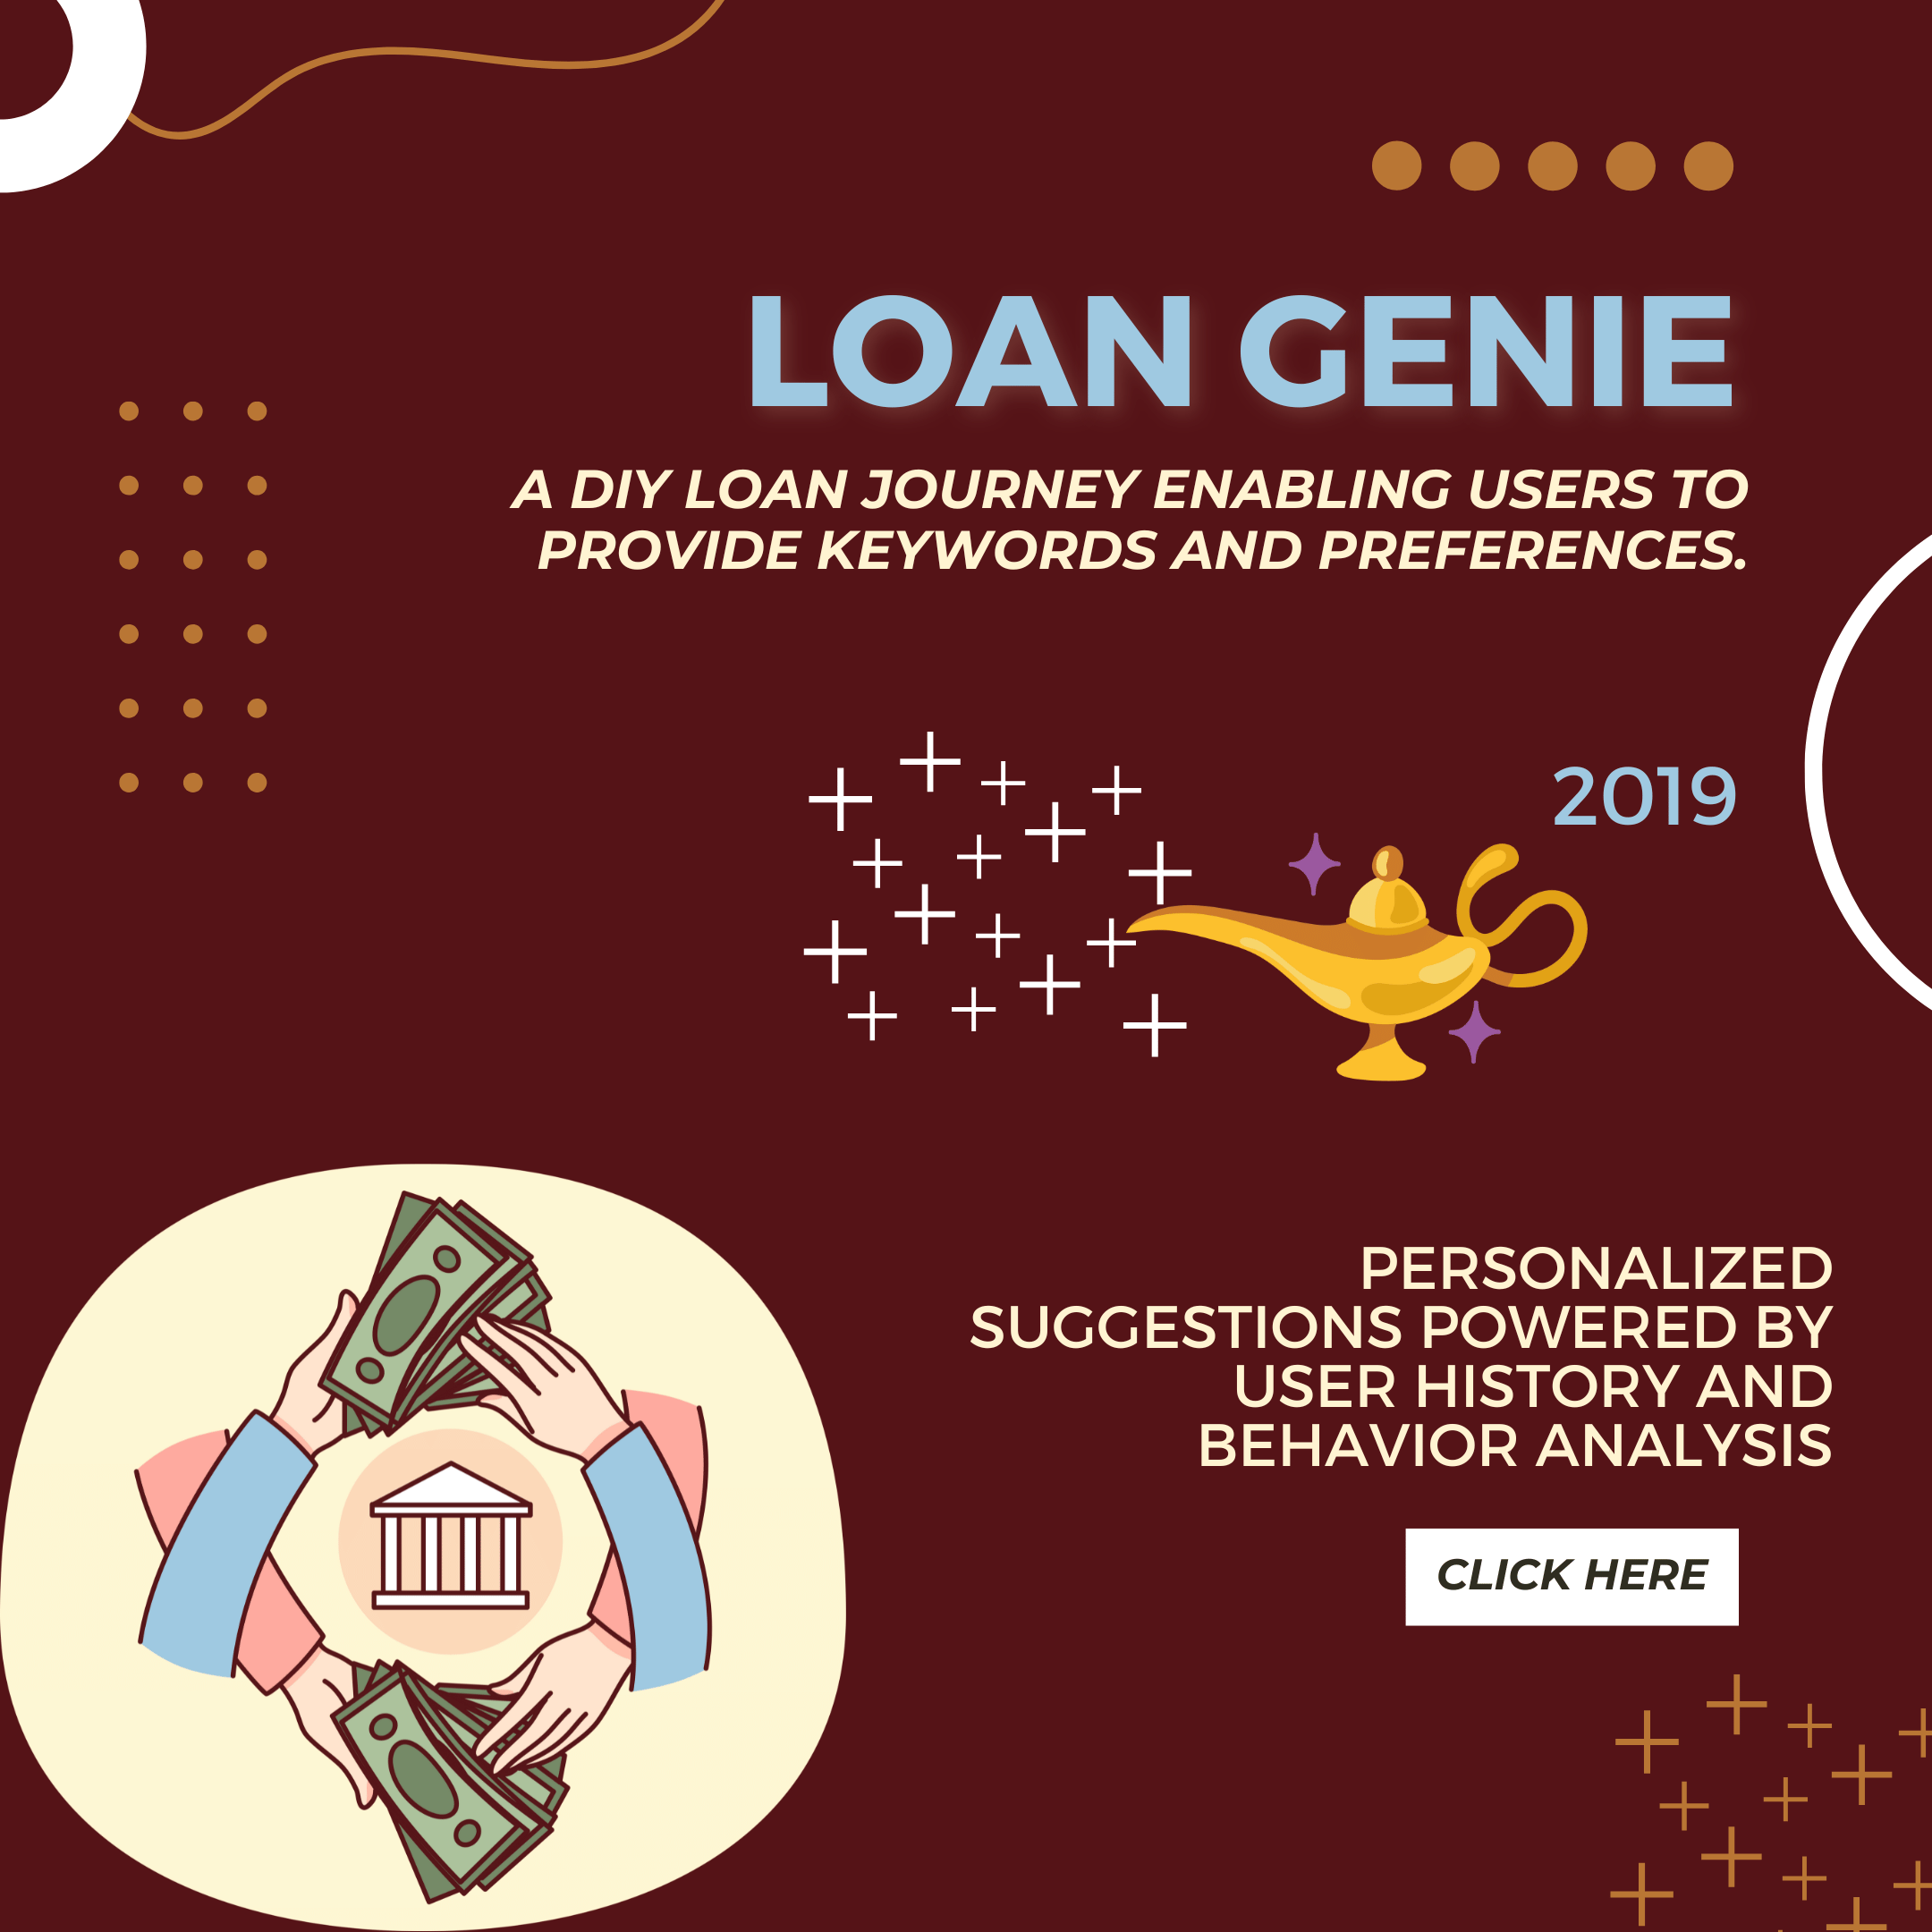 LOAN GENIE
A DIY LOAN JOURNEY ENABLING USERS TO
PROVIDE KEYWORDS AND PREFERENCES.
2019
PERSONALIZED
SUGGESTIONS POWERED BY
USER HISTORY AND
BEHAVIOR ANALYSIS
CLICK HERE